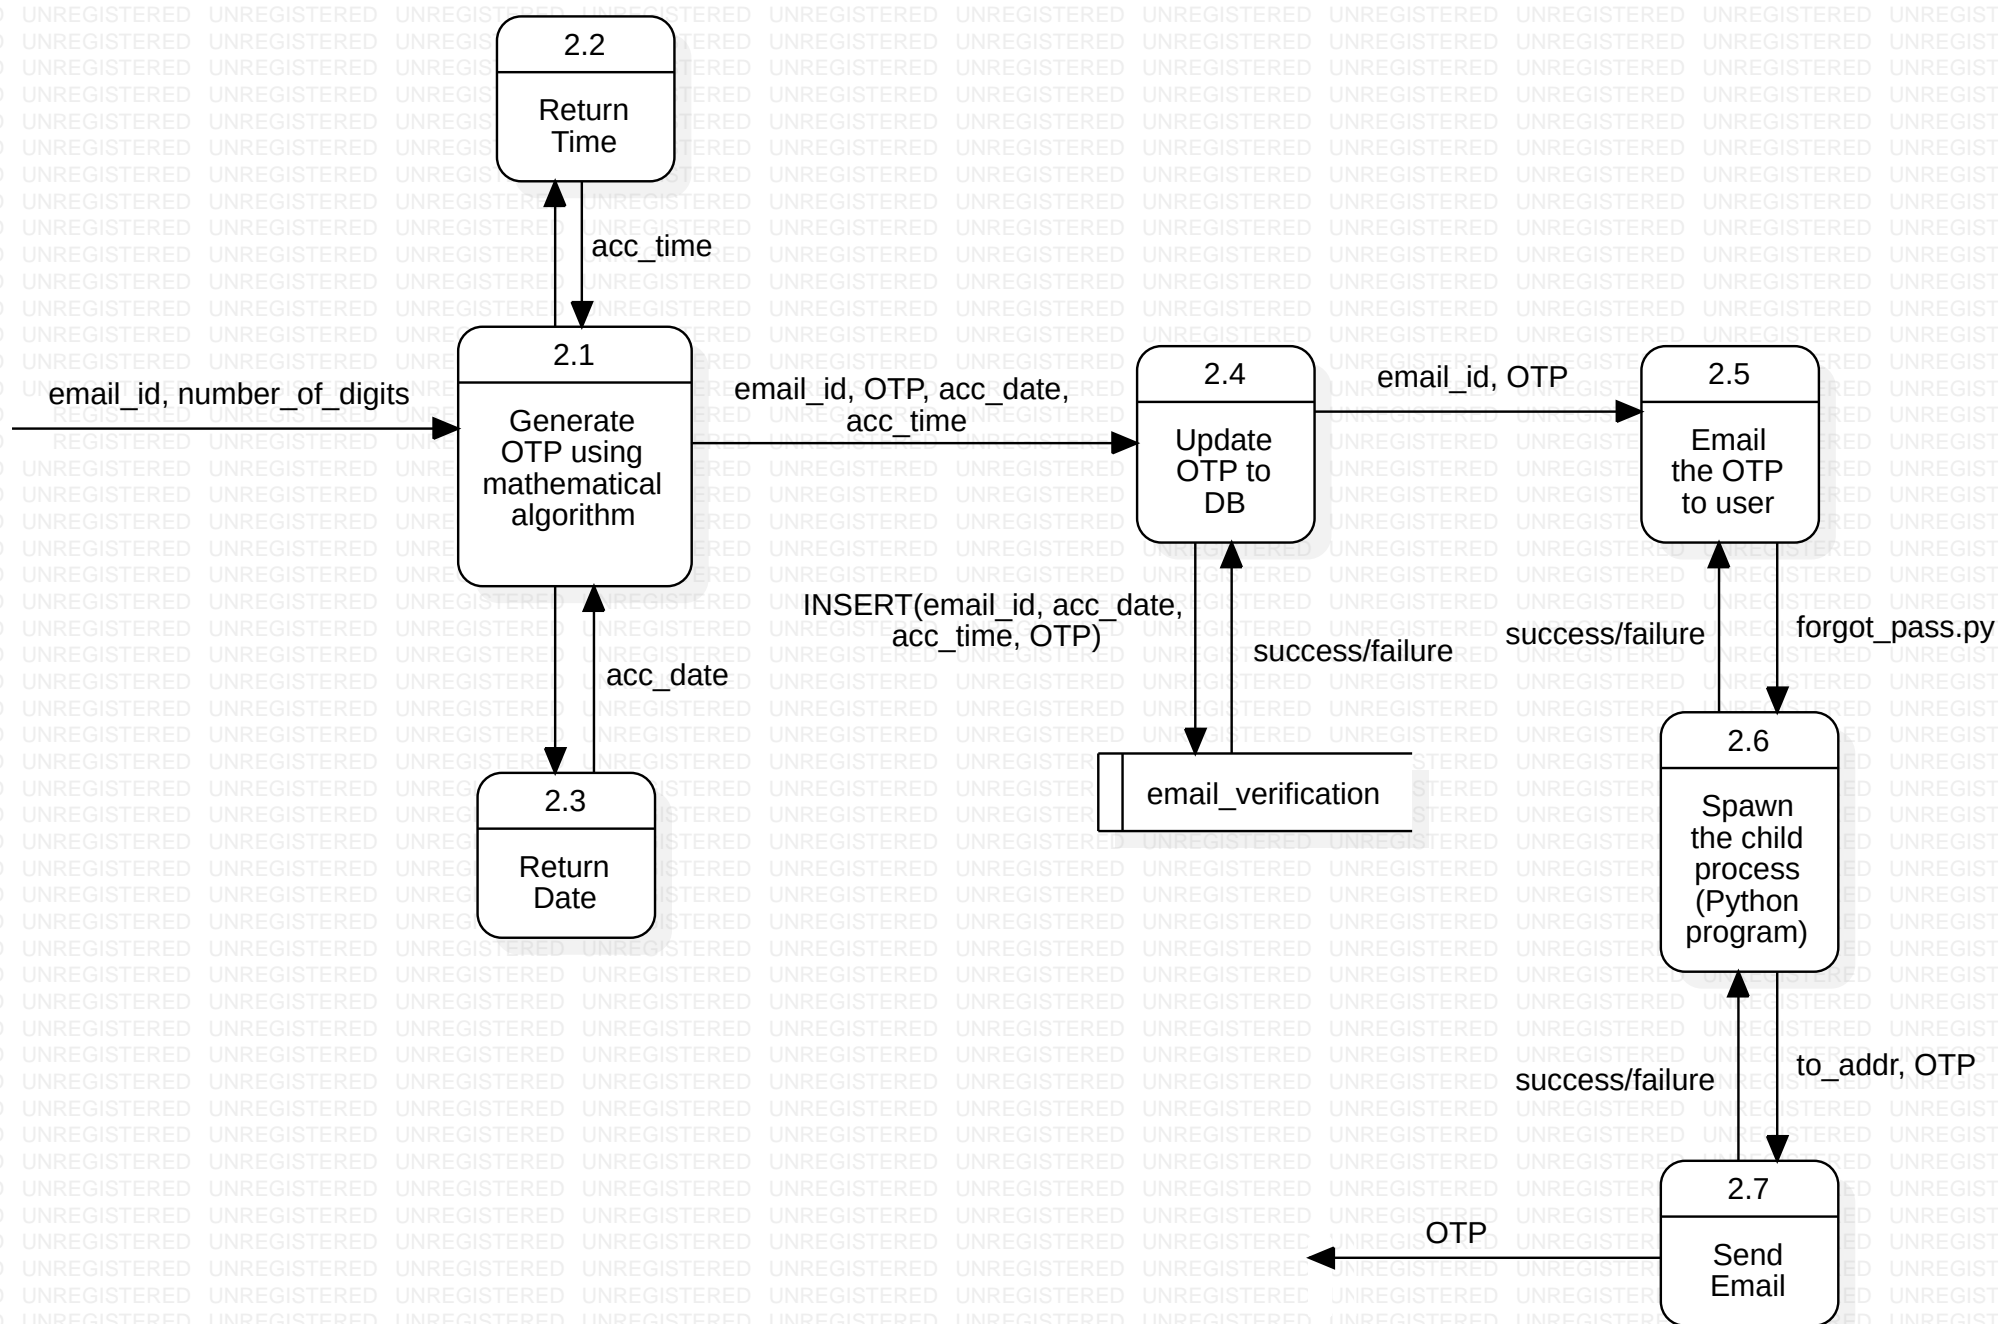 2.2
Return
Time
acc_time
2.1
Generate
OTP using
mathematical
algorithm
email_id, number_of_digits
email_id, OTP, acc_date,
acc_time
2.4
Update
OTP to
DB
email_id, OTP
2.5
Email
the OTP
to user
INSERT(email_id, acc_date,
acc_time, OTP)
success/failure
success/failure
forgot_pass.py
acc_date
2.3
Return
Date
email_verification
2.6
Spawn
the child
process
(Python
program)
success/failure
to_addr, OTP
2.7
Send
Email
OTP
UNREGISTERED